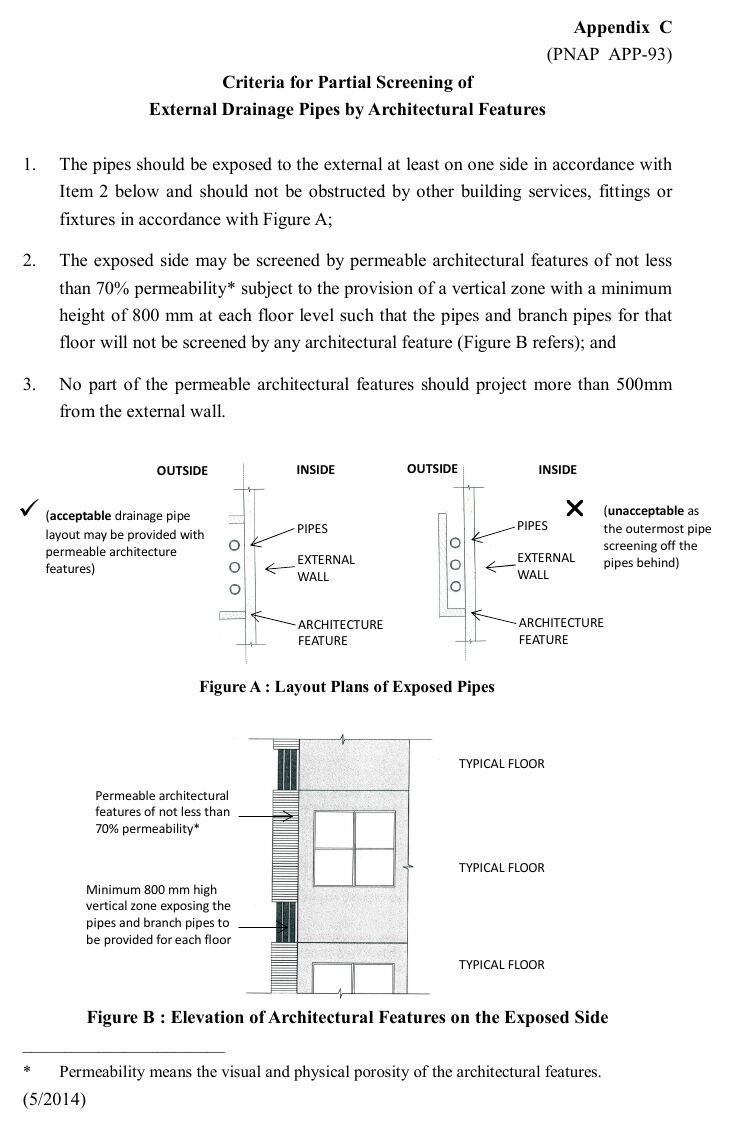 Appendix C
(PNAP APP-93)
Criteria for Partial Screening of
External Drainage Pipes by Architectural Features
1. The pipes should be exposed to the external at least on one side in accordance with
Item 2 below and should not be obstructed by other building services, fittings or
fixtures in accordance with Figure A;
2. The exposed side may be screened by permeable architectural features of not less
than 70% permeability* subject to the provision of a vertical zone with a minimum
height of 800 mm at each floor level such that the pipes and branch pipes for that
floor will not be screened by any architectural feature (Figure B refers); and
3. No part of the permeable architectural features should project more than 500mm
from the external wall.
OUTSIDE INSIDE OUTSIDE INSIDE
(acceptable drainage pipe
layout may be provided with
permeable architecture
features)
PIPES
EXTERNAL
WALL
ARCHITECTURE
FEATURE
PIPES
EXTERNAL
WALL
ARCHITECTURE
FEATURE
(unacceptable as
the outermost pipe
screening off the
pipes behind)
Figure A : Layout Plans of Exposed Pipes
TYPICAL FLOOR
Permeable architectural
features of not less than
70% permeability*
TYPICAL FLOOR
Minimum 800 mm high
vertical zone exposing the
pipes and branch pipes to
be provided for each floor
TYPICAL FLOOR
Figure B : Elevation of Architectural Features on the Exposed Side
* Permeability means the visual and physical porosity of the architectural features.
(5/2014)